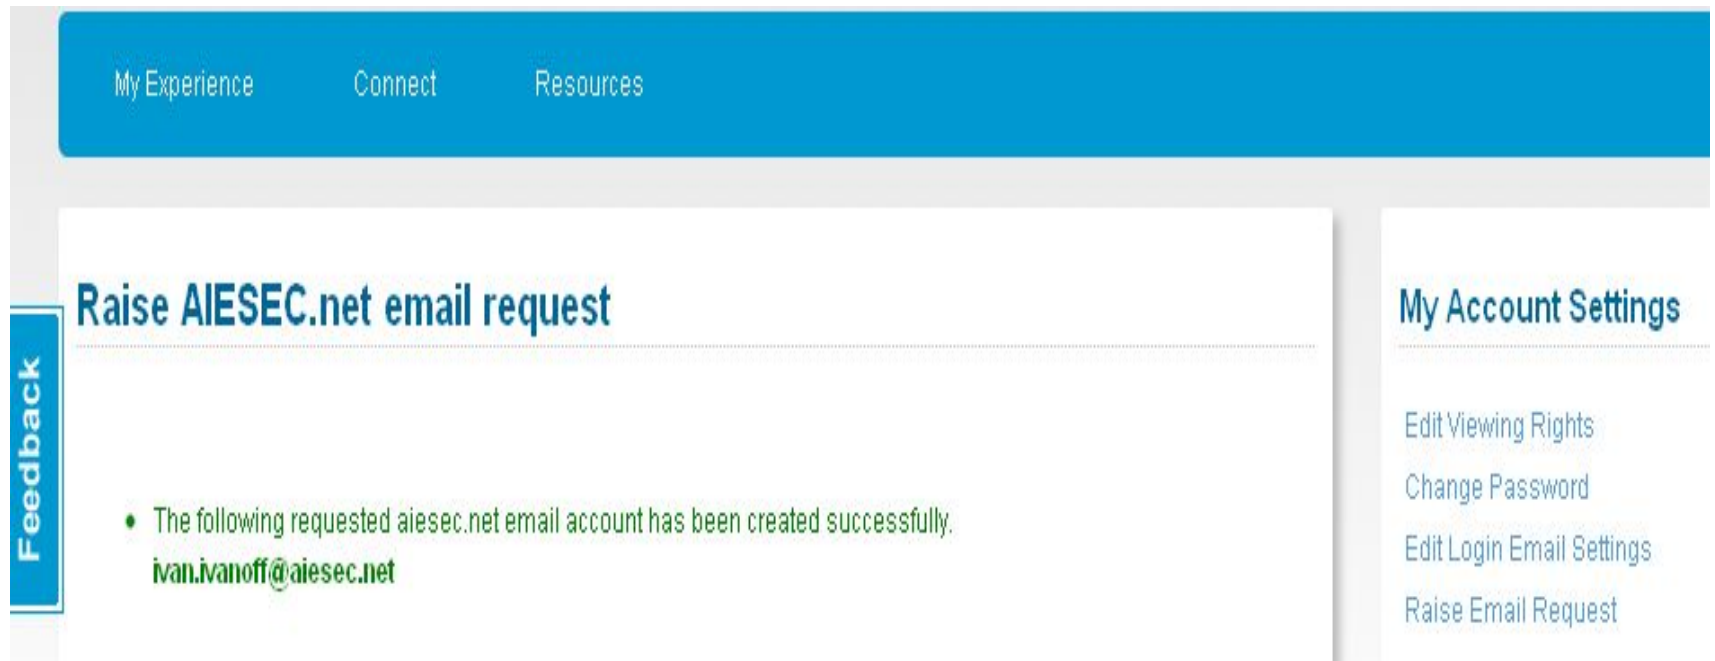 My Experience Connect Resources
Raise AIESEC.net email request
My Account Settings
Feedback
Edit Viewing Rights
Change Password
The following requested aiesec.net email account has been created successfully.
Edit Login Email Settings
ivan.ivanoff@aiesec.net
Raise Email Request